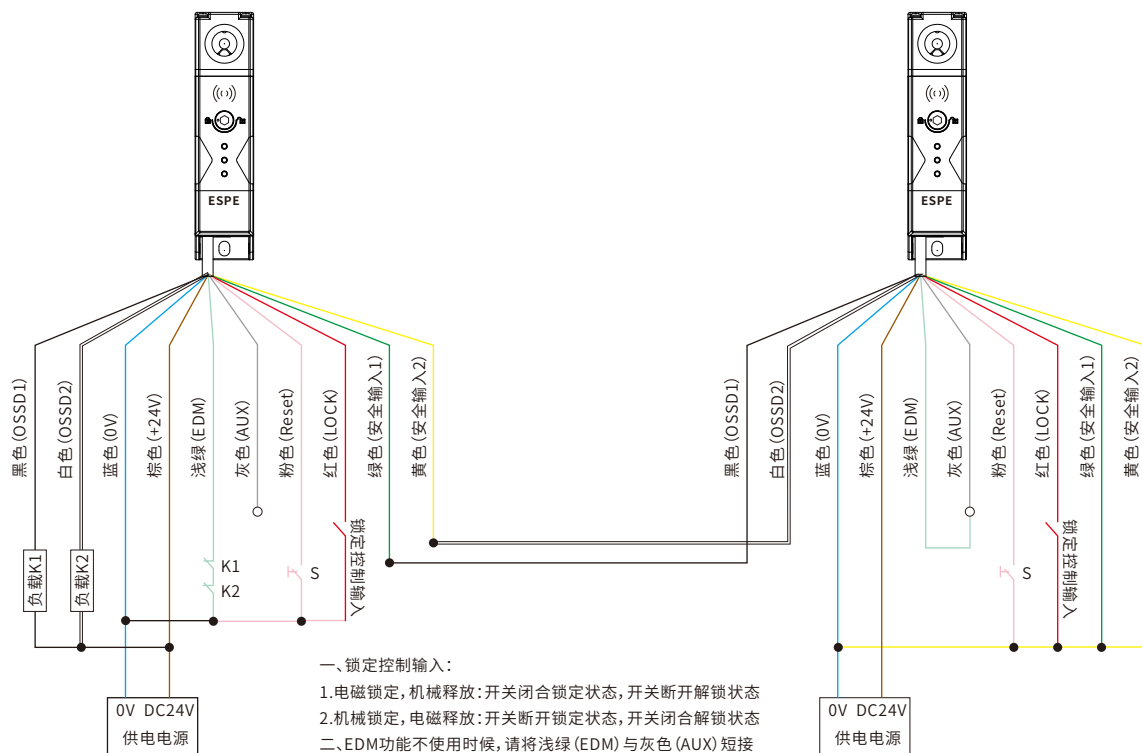 ESPE
ESPE
黑色(OSSD1)
白色(OSSD2)
蓝色(0V)
棕色(+24V)
浅绿(EDM)
灰色(AUX)
粉色(Reset)
红色(LOCK)
绿色(安全输入1)
黄色(安全输入2)
黑色(OSSD1)
白色(OSSD2)
蓝色(0V)
棕色(+24V)
浅绿(EDM)
灰色(AUX)
粉色(Reset)
红色(LOCK)
绿色(安全输入1)
黄色(安全输入2)
负载K1
负载K2
K1
K2
S
锁定控制输入
S
锁定控制输入
0V DC24V
供电电源
一、锁定控制输入:
1.电磁锁定,机械释放:开关闭合锁定状态,开关断开解锁状态
2.机械锁定,电磁释放:开关断开锁定状态,开关闭合解锁状态
二、EDM功能不使用时候,请将浅绿(EDM)与灰色(AUX)短接
0V DC24V
供电电源